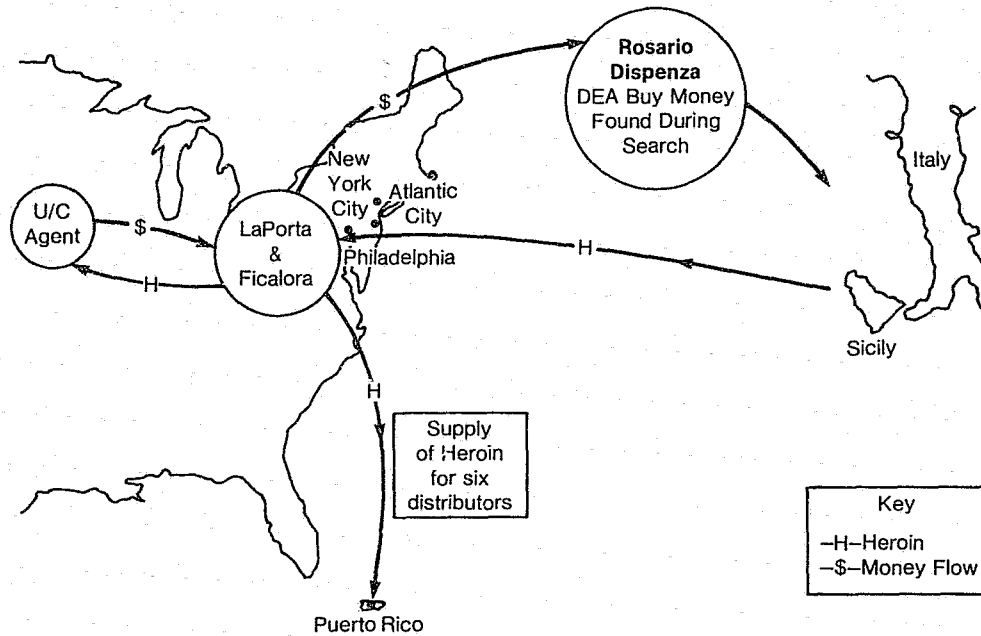 Rosario
Dispenza
DEA Buy Money
Found During
Search
$
Italy
New
York
City
Atlantic
City
U/C
Agent
$
LaPorta
&
Ficalora
Philadelphia
H
H
Sicily
H
Supply
of Heroin
for six
distributors
Key
–H–Heroin
–$–Money Flow
Puerto Rico